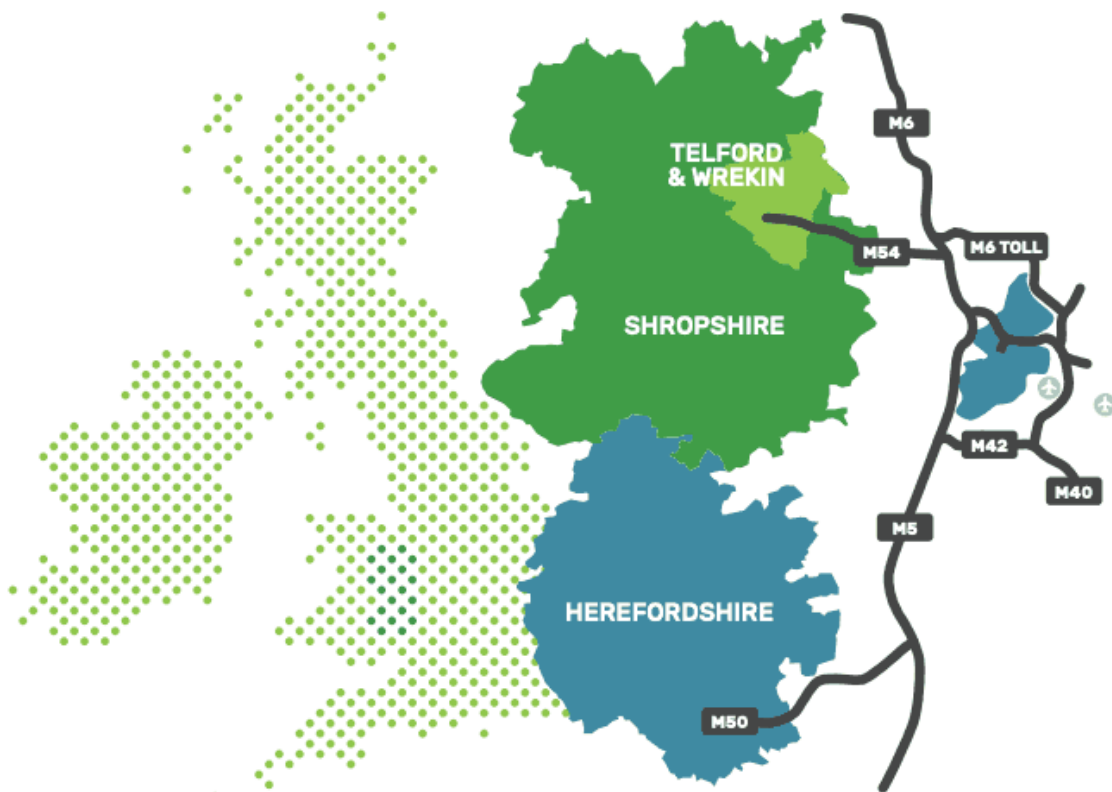 M6
TELFORD
& WREKIN
M6 TOLL
M54
SHROPSHIRE
M42
M40
M5
HEREFORDSHIRE
M50